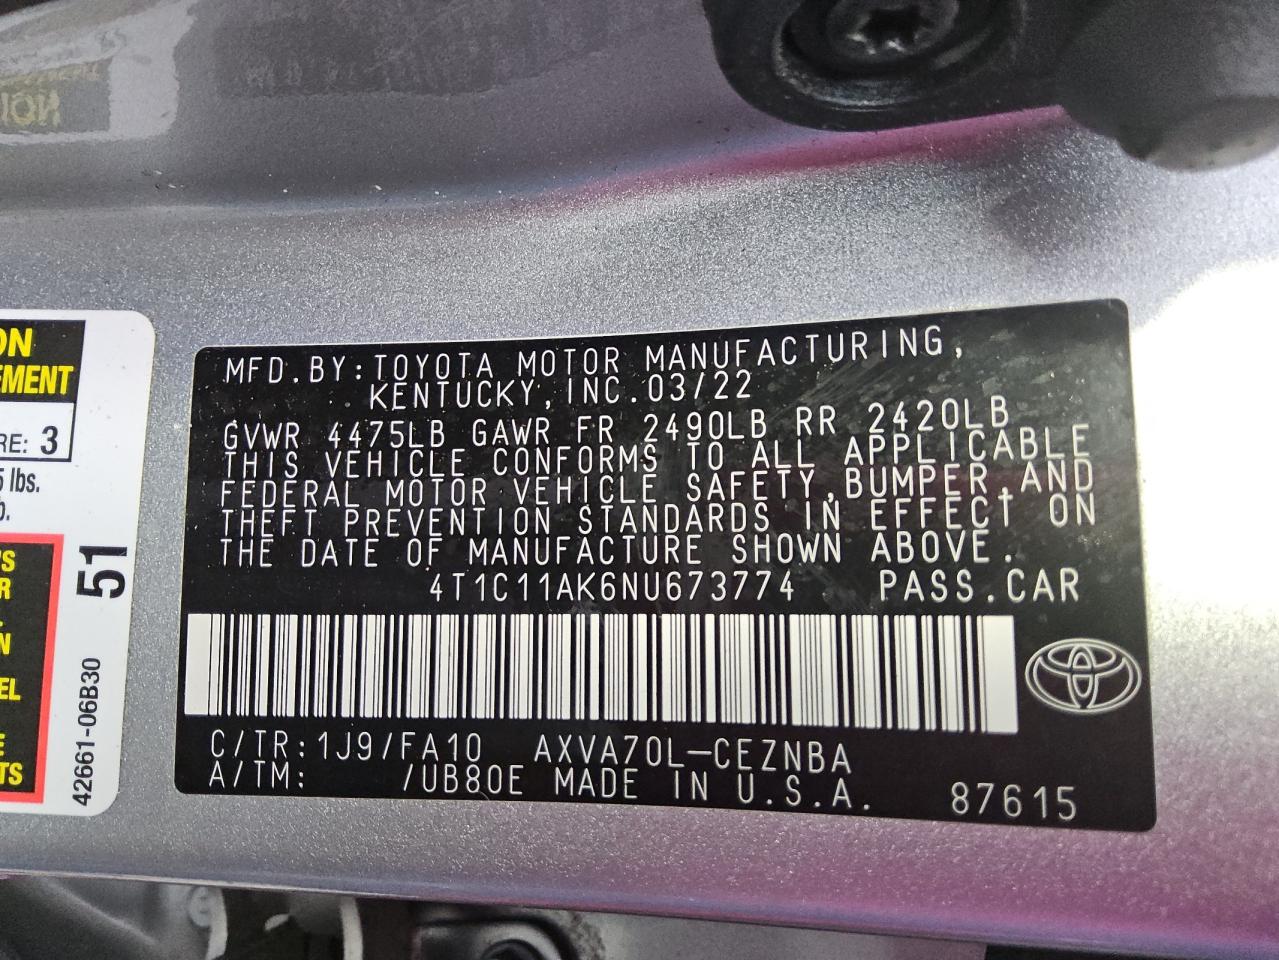 MFD.BY:TOYOTA MOTOR MANUFACTURING,
KENTUCKY, INC. 03/22
GVWR 4475LB GAWR FR 2490LB RR 2420LB
THIS VEHICLE CONFORMS TO ALL APPLICABLE
FEDERAL MOTOR VEHICLE SAFETY, BUMPER, AND
THEFT PREVENTION STANDARDS IN EFFECT ON
THE DATE OF MANUFACTURE SHOWN ABOVE.
4T1C11AK6NU673774 PASS.CAR
C/TR:1J9/FA10 AXVA70L-CEZNBA
A/TM: /UB80E MADE IN U.S.A. 87615
ON
EMENT
RE: 3
5 lbs.
51
42661-06B30
S
R
N
EL
E
TS